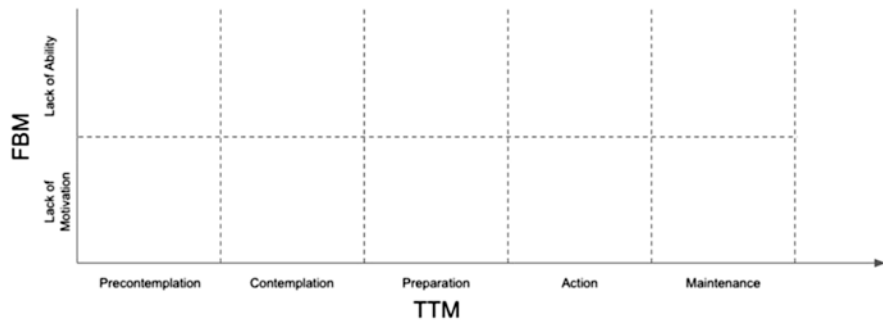 FBM
Lack of Ability
Lack of
Motivation
Precontemplation
Contemplation
Preparation
Action
Maintenance
TTM